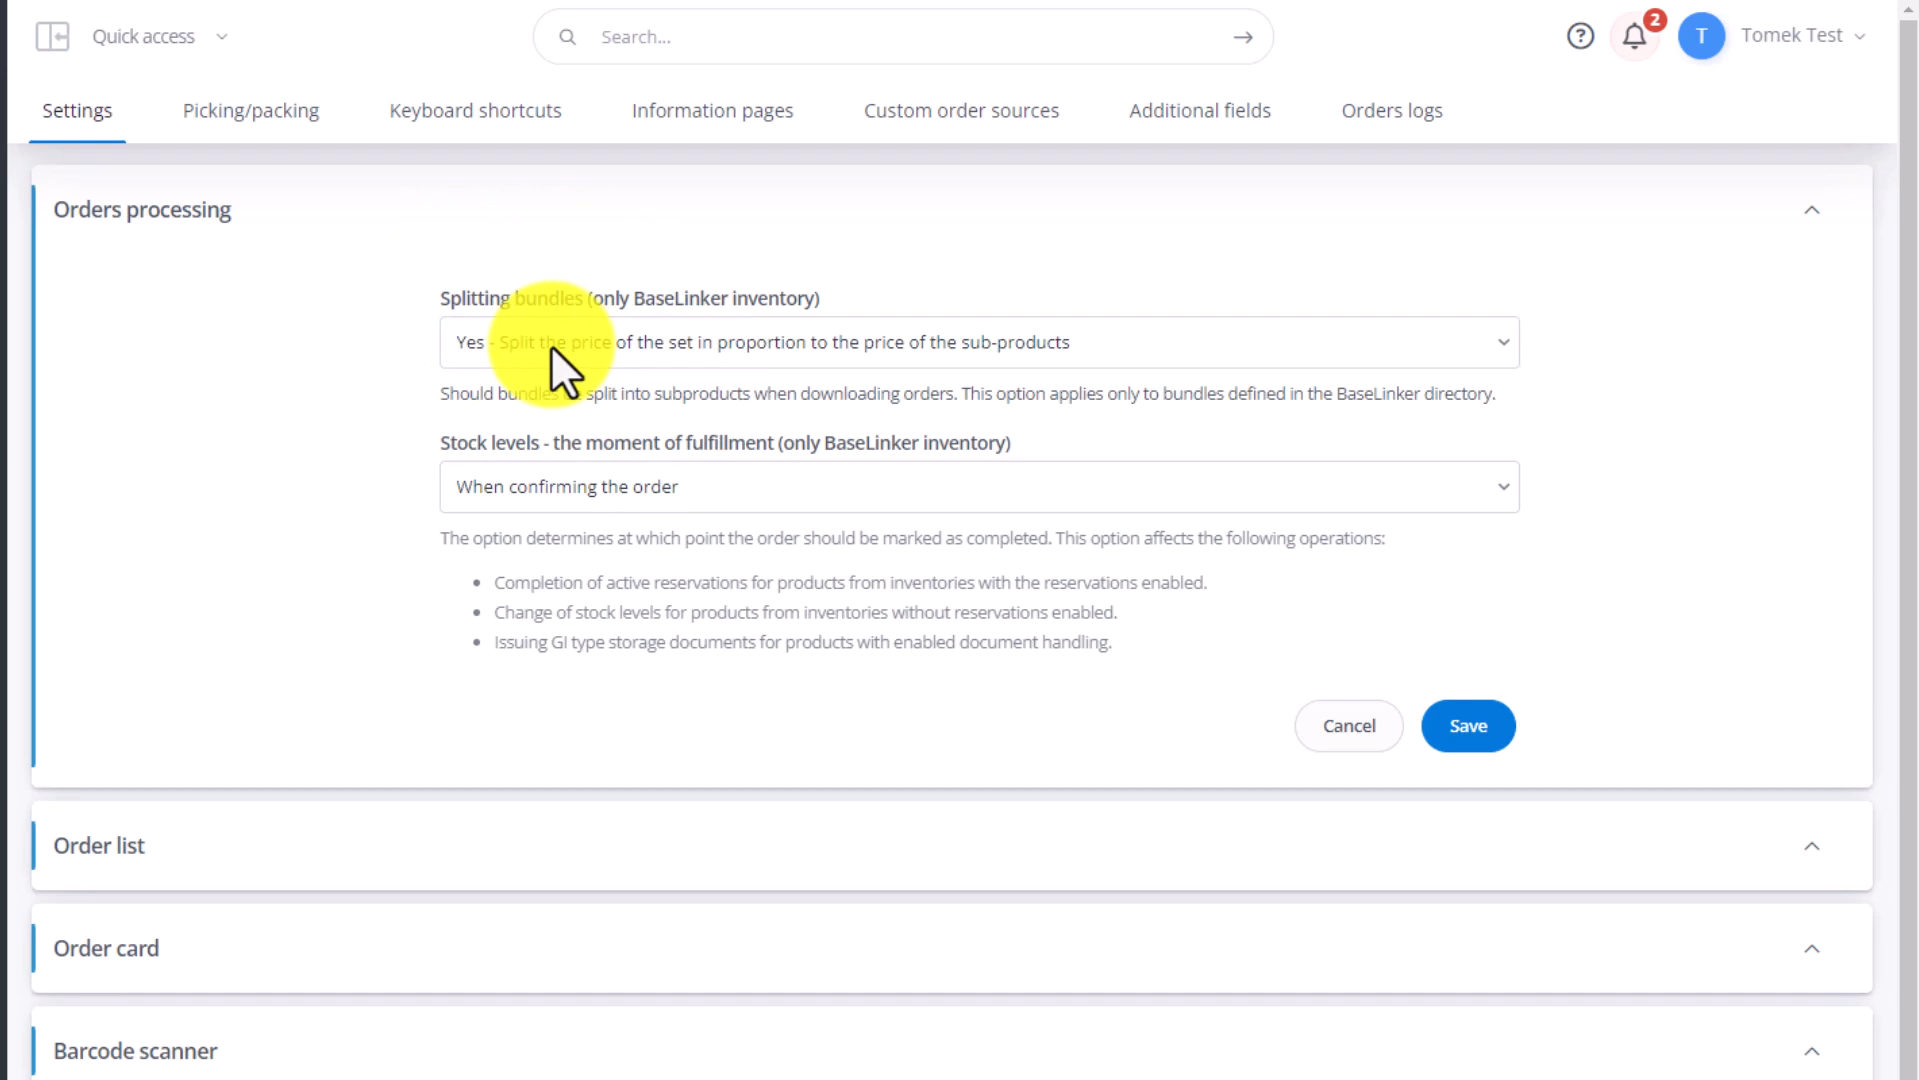 Quick access
Search...
2
T
Tomek Test
Settings
Picking/packing
Keyboard shortcuts
Information pages
Custom order sources
Additional fields
Orders logs
Orders processing
Splitting bundles (only BaseLinker inventory)
Yes - Split the price of the set in proportion to the price of the sub-products
Should bundles be split into subproducts when downloading orders. This option applies only to bundles defined in the BaseLinker directory.
Stock levels - the moment of fulfillment (only BaseLinker inventory)
When confirming the order
The option determines at which point the order should be marked as completed. This option affects the following operations:
• Completion of active reservations for products from inventories with the reservations enabled.
• Change of stock levels for products from inventories without reservations enabled.
• Issuing GI type storage documents for products with enabled document handling.
Cancel
Save
Order list
Order card
Barcode scanner